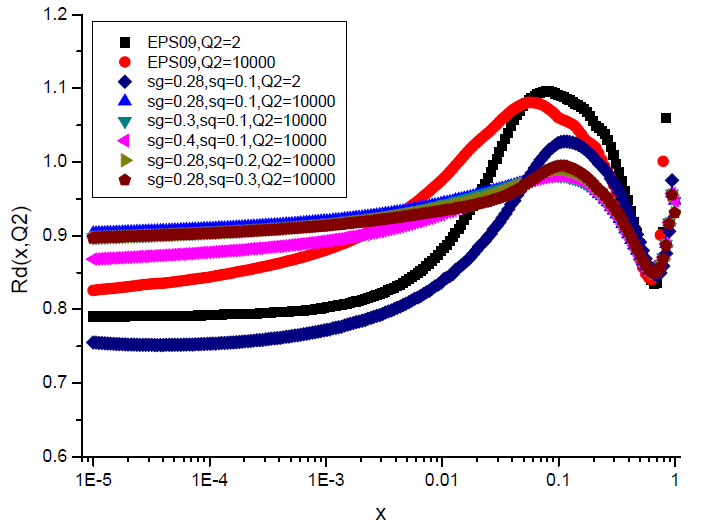 1.2
1.1
1.0
0.9
0.8
0.7
0.6
Rd(x,Q2)
EPS09,Q2=2
EPS09,Q2=10000
sg=0.28,sq=0.1,Q2=2
sg=0.28,sq=0.1,Q2=10000
sg=0.3,sq=0.1,Q2=10000
sg=0.4,sq=0.1,Q2=10000
sg=0.28,sq=0.2,Q2=10000
sg=0.28,sq=0.3,Q2=10000
1E-5 1E-4 1E-3 0.01 0.1 1
x